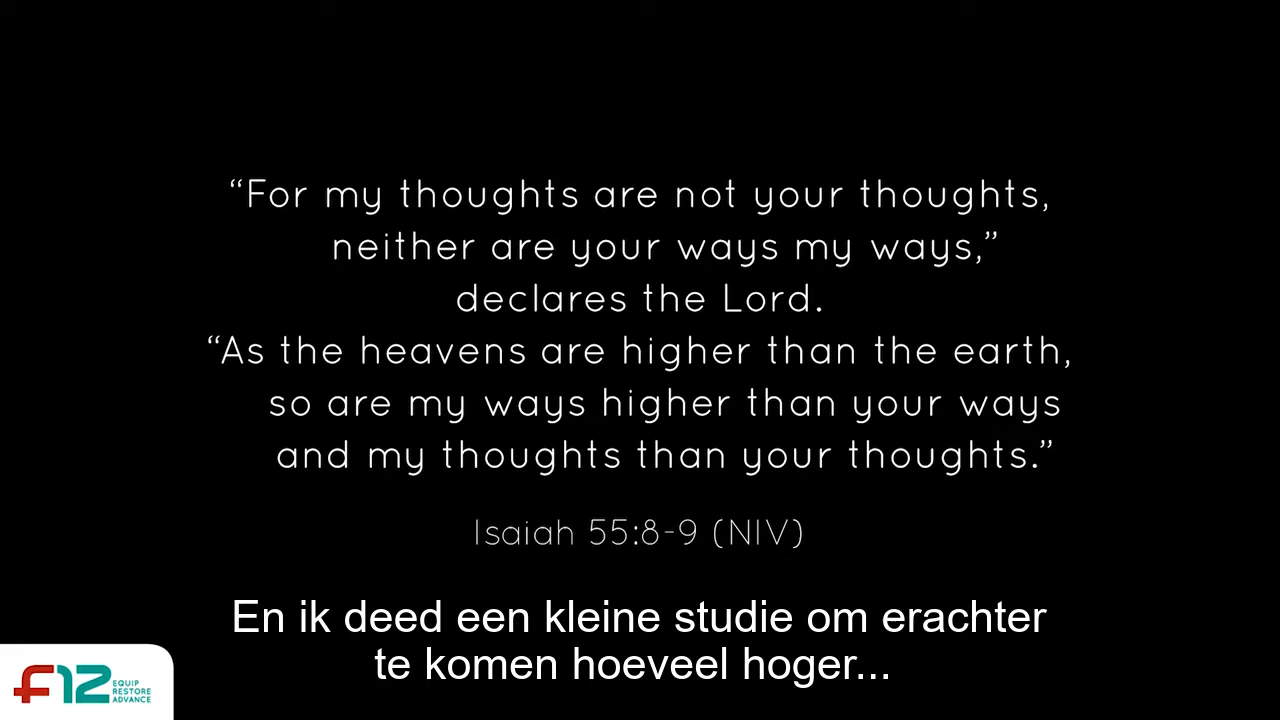 “For my thoughts are not your thoughts,
neither are your ways my ways,”
declares the Lord.
“As the heavens are higher than the earth,
so are my ways higher than your ways
and my thoughts than your thoughts.”
Isaiah 55:8-9 (NIV)
En ik deed een kleine studie om erachter
te komen hoeveel hoger...
F12
EQUIP
RESTORE
ADVANCE